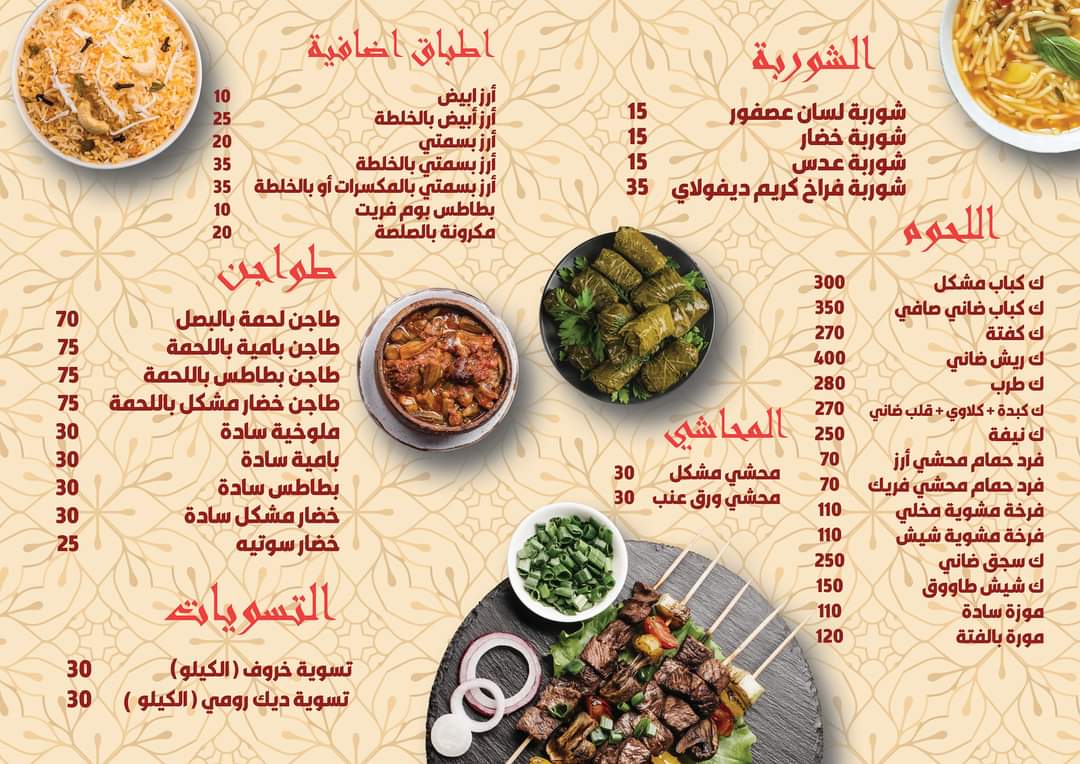 الشوربة
شوربة لسان عصفور 15
شوربة خضار 15
شوربة عدس 15
شوربة فراخ كريم ديفولاي 35
اللحوم
ك كباب مشكل 300
ك كباب ضاني صافي 350
ك كفتة 270
ك ريش ضاني 400
ك طرب 280
ك كبدة + كلاوي + قلب ضاني 270
ك نيفة 250
فرد حمام محشي أرز 70
فرد حمام محشي فريك 70
فرخة مشوية مخلي 110
فرخة مشوية شيش 110
ك سجق ضاني 250
ك شيش طاووق 150
موزة سادة 110
مورة بالفتة 120
المحاشي
محشي مشكل 30
محشي ورق عنب 30
اطباق اضافية
أرز ابيض 10
أرز أبيض بالخلطة 25
أرز بسمتي 20
أرز بسمتي بالخلطة 35
أرز بسمتي بالمكسرات أو بالخلطة 35
بطاطس بوم فريت 10
مكرونة بالصلصة 20
طواجن
طاجن لحمة بالبصل 70
طاجن بامية باللحمة 75
طاجن بطاطس باللحمة 75
طاجن خضار مشكل باللحمة 75
ملوخية سادة 30
بامية سادة 30
بطاطس سادة 30
خضار مشكل سادة 30
خضار سوتيه 25
التسويات
تسوية خروف ( الكيلو ) 30
تسوية ديك رومي ( الكيلو ) 30